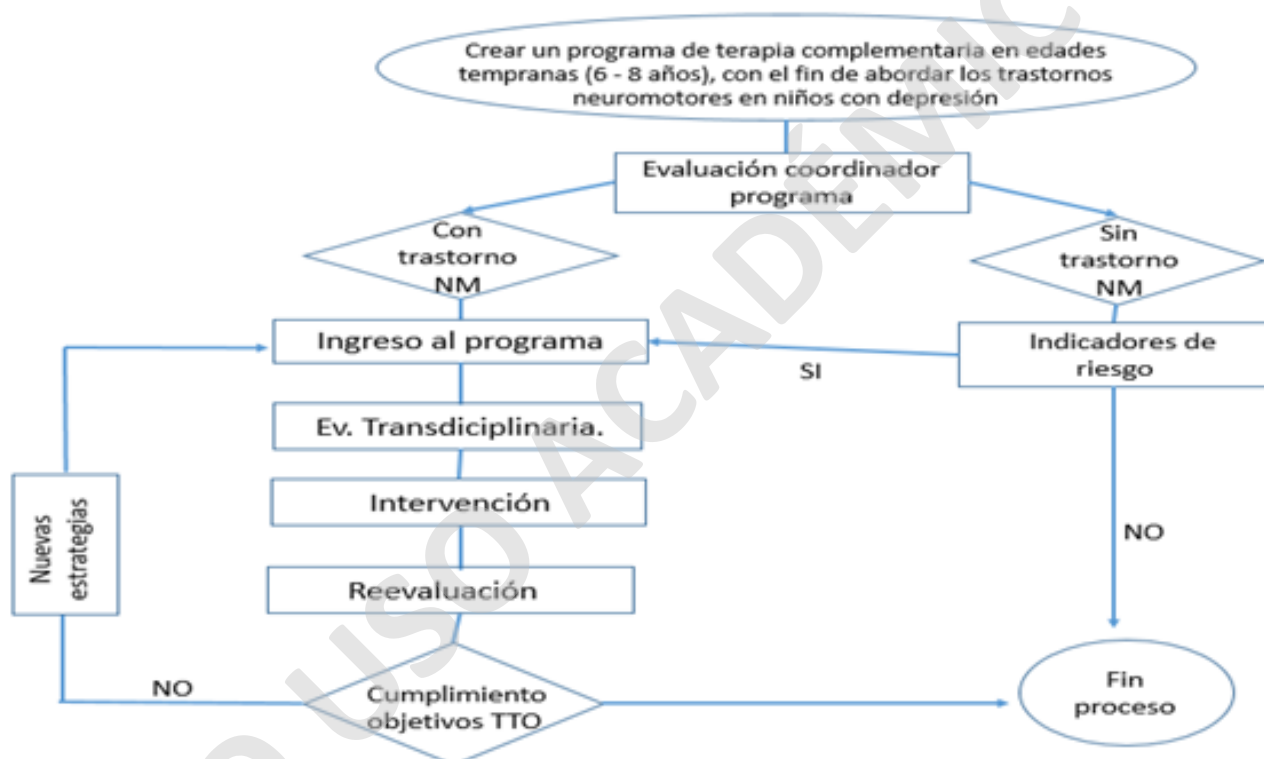 Crear un programa de terapia complementaria en edades
tempranas (6 - 8 años), con el fin de abordar los trastornos
neuromotores en niños con depresión
Evaluación coordinador
programa
Con
trastorno
NM
Sin
trastorno
NM
Ingreso al programa
SI
Indicadores de
riesgo
Ev. Transdiciplinaria.
Nuevas
estrategias
Intervención
NO
Reevaluación
NO
Cumplimiento
objetivos TTO
Fin
proceso
USO ACADÉMIC